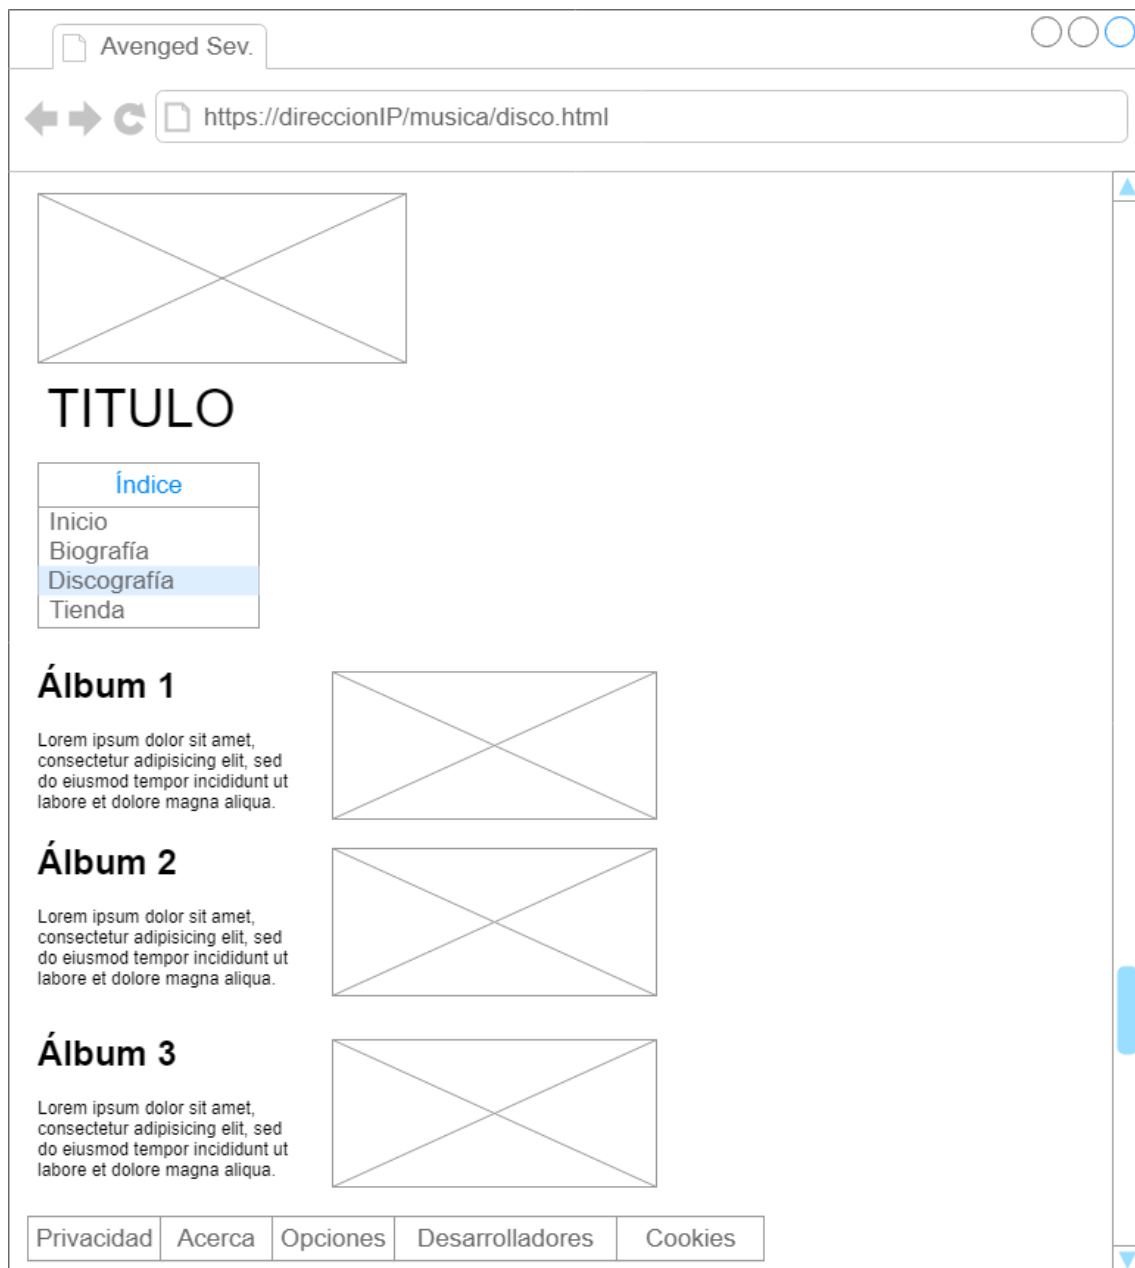 Avenged Sev.
https://direccionIP/musica/disco.html
TITULO
Índice
Inicio
Biografía
Discografía
Tienda
Álbum 1
Lorem ipsum dolor sit amet,
consectetur adipisicing elit, sed
do eiusmod tempor incididunt ut
labore et dolore magna aliqua.
Álbum 2
Lorem ipsum dolor sit amet,
consectetur adipisicing elit, sed
do eiusmod tempor incididunt ut
labore et dolore magna aliqua.
Álbum 3
Lorem ipsum dolor sit amet,
consectetur adipisicing elit, sed
do eiusmod tempor incididunt ut
labore et dolore magna aliqua.
Privacidad Acerca Opciones Desarrolladores Cookies